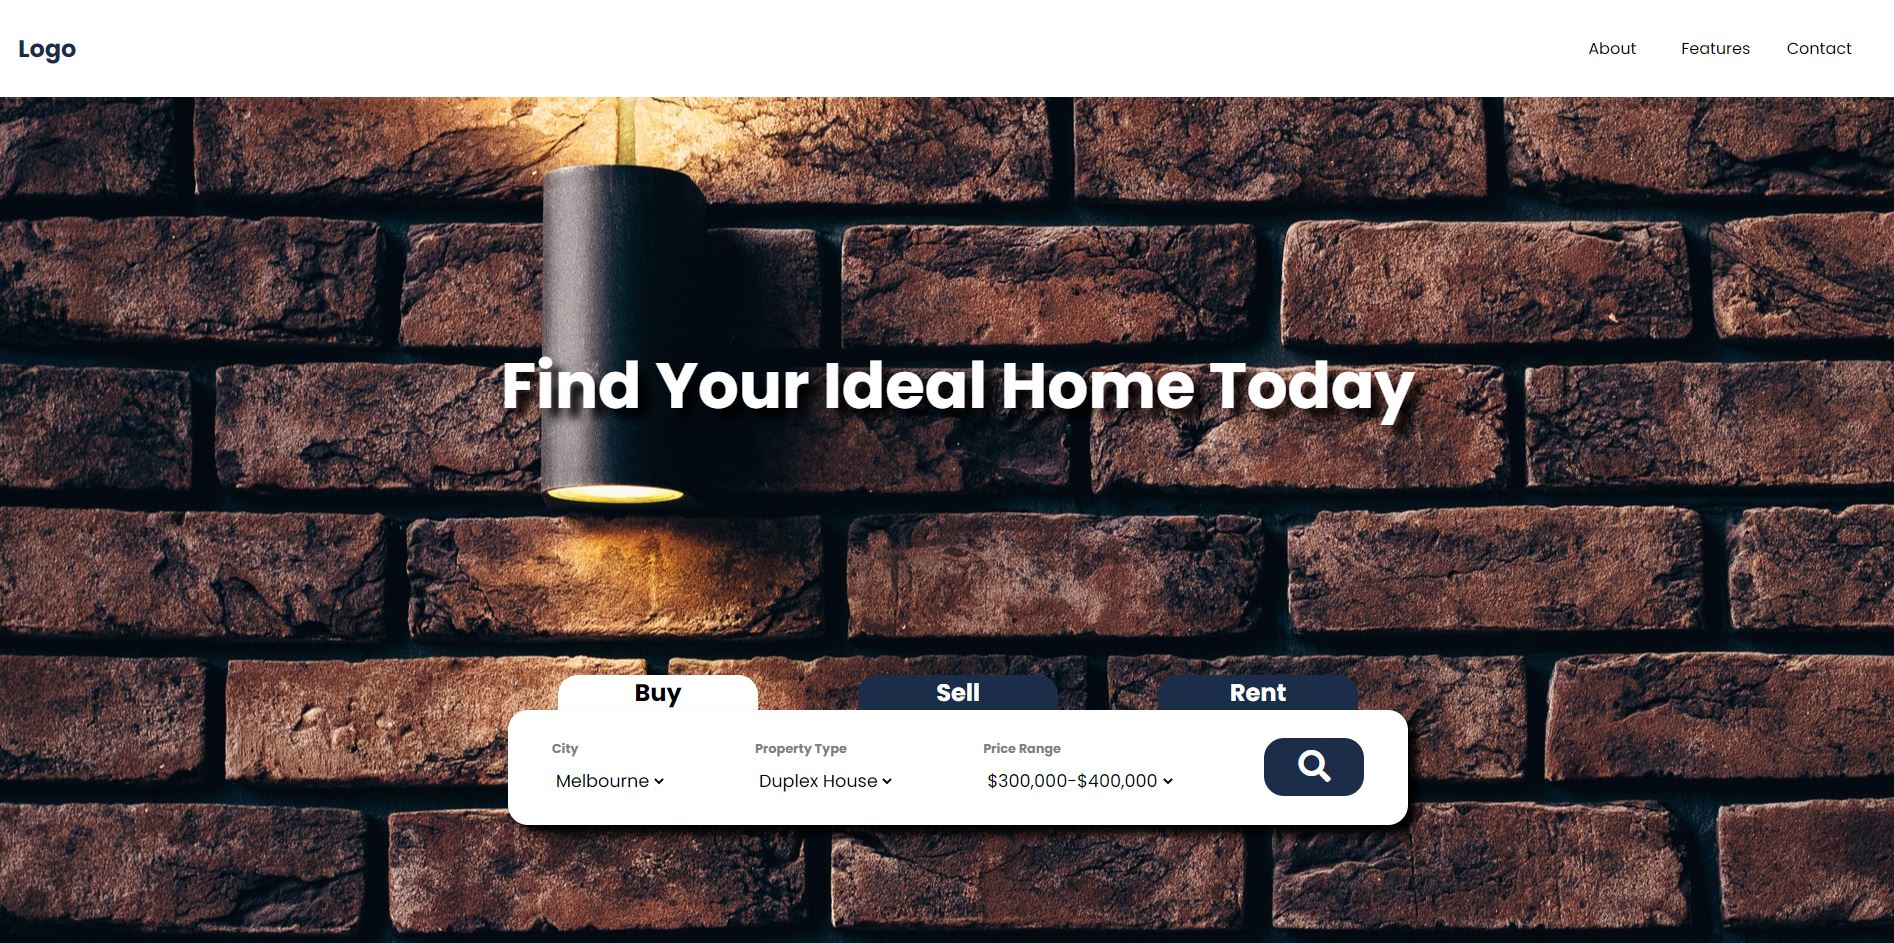 Logo
About Features Contact
Find Your Ideal Home Today
Buy Sell Rent
City Property Type Price Range
Melbourne Duplex House $300,000-$400,000